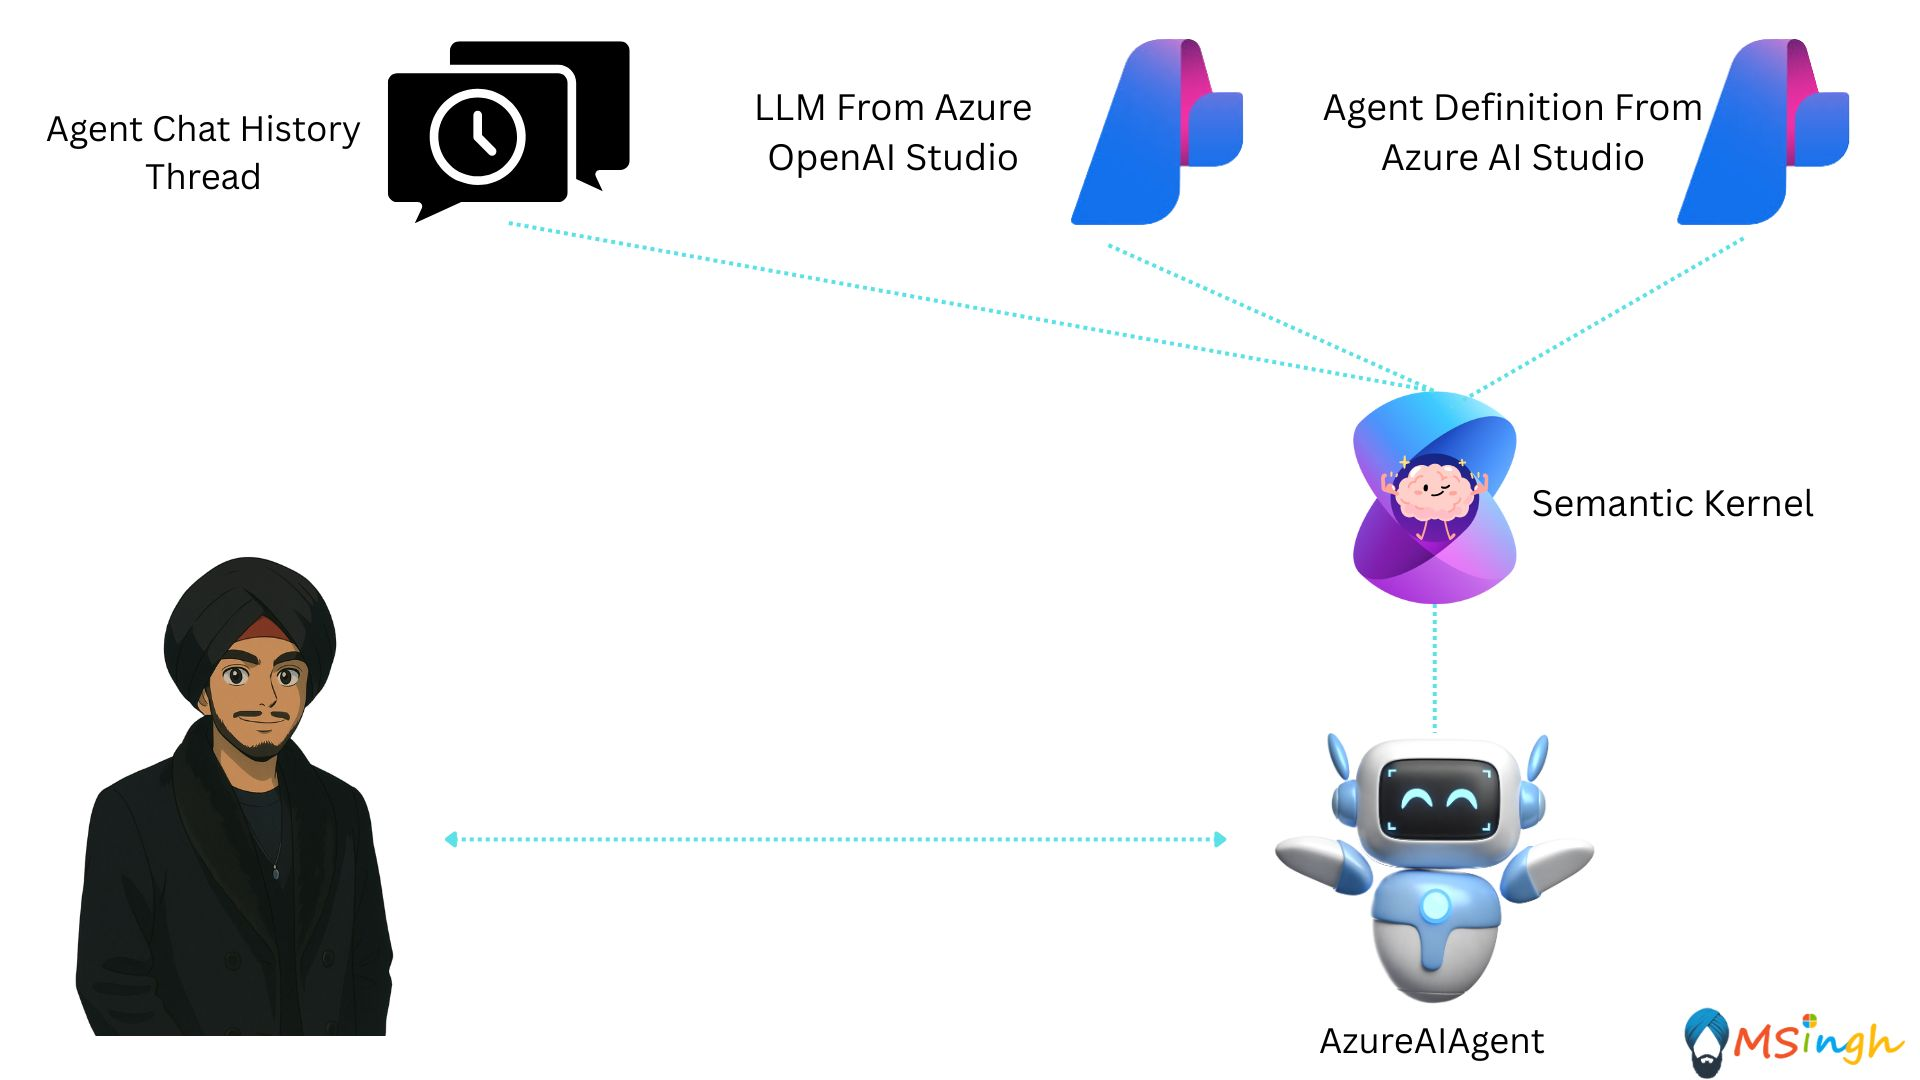 Agent Chat History
Thread
LLM From Azure
OpenAI Studio
Agent Definition From
Azure AI Studio
Semantic Kernel
AzureAIAgent
MSingh